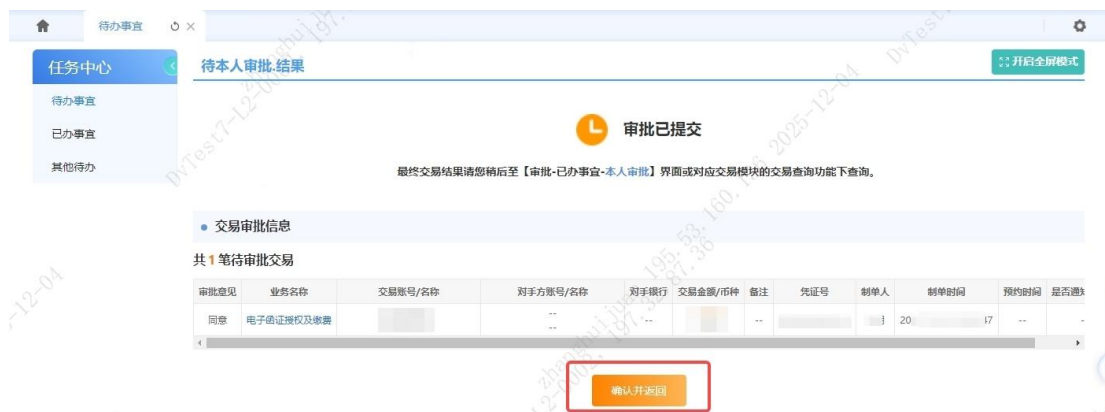 待办事宜
任务中心
待本人审批.结果
开启全屏模式
待办事宜
已办事宜
其他待办
审批已提交
最终交易结果请您稍后至【审批-已办事宜-本人审批】界面或对应交易模块的交易查询功能下查询。
交易审批信息
共1笔待审批交易
审批意见 业务名称 交易账号/名称 对手方账号/名称 对手银行 交易金额/币种 备注 凭证号 制单人 制单时间 预约时间 是否通知
同意 电子函证授权及缴费 -- -- -- -- 20 47 -- -
确认并返回
2025-12-04